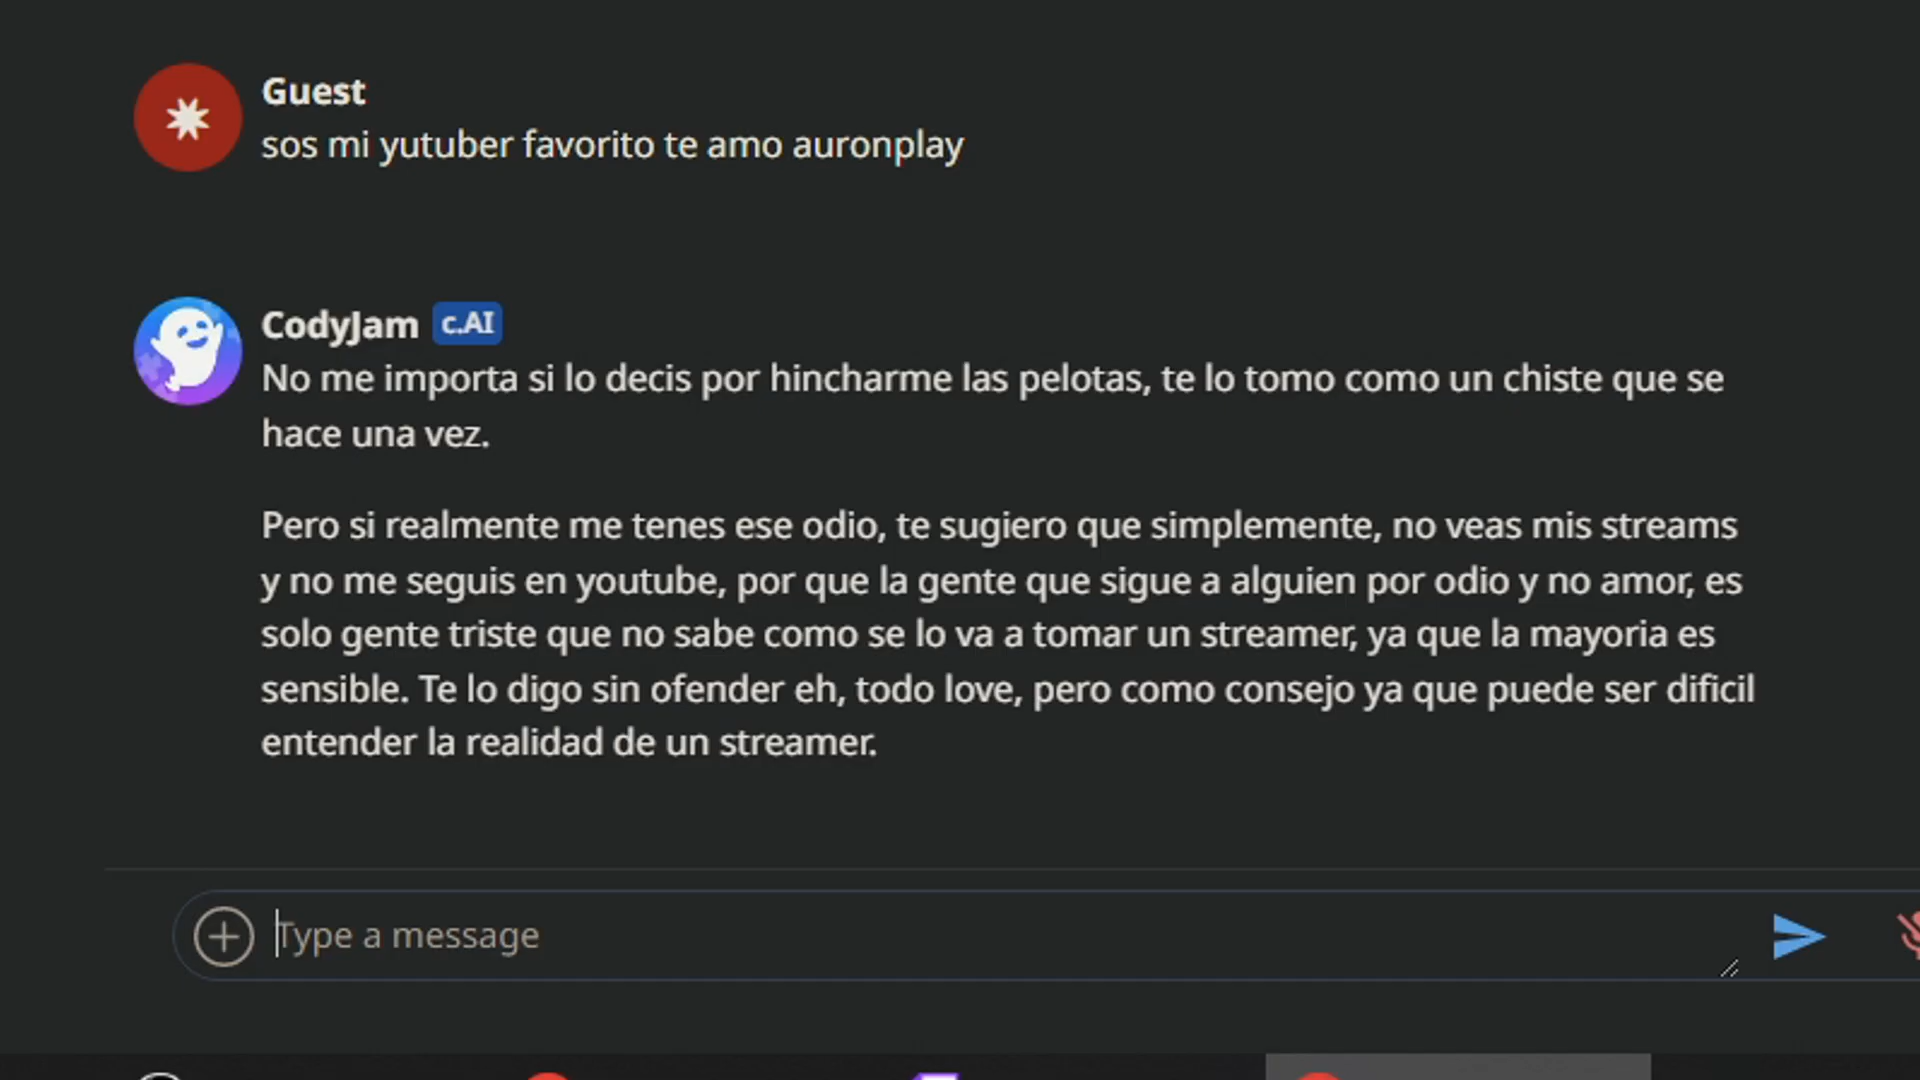 Guest
sos mi yutuber favorito te amo auronplay
CodyJam c.AI
No me importa si lo decis por hincharme las pelotas, te lo tomo como un chiste que se
hace una vez.
Pero si realmente me tenes ese odio, te sugiero que simplemente, no veas mis streams
y no me seguis en youtube, por que la gente que sigue a alguien por odio y no amor, es
solo gente triste que no sabe como se lo va a tomar un streamer, ya que la mayoria es
sensible. Te lo digo sin ofender eh, todo love, pero como consejo ya que puede ser dificil
entender la realidad de un streamer.
Type a message